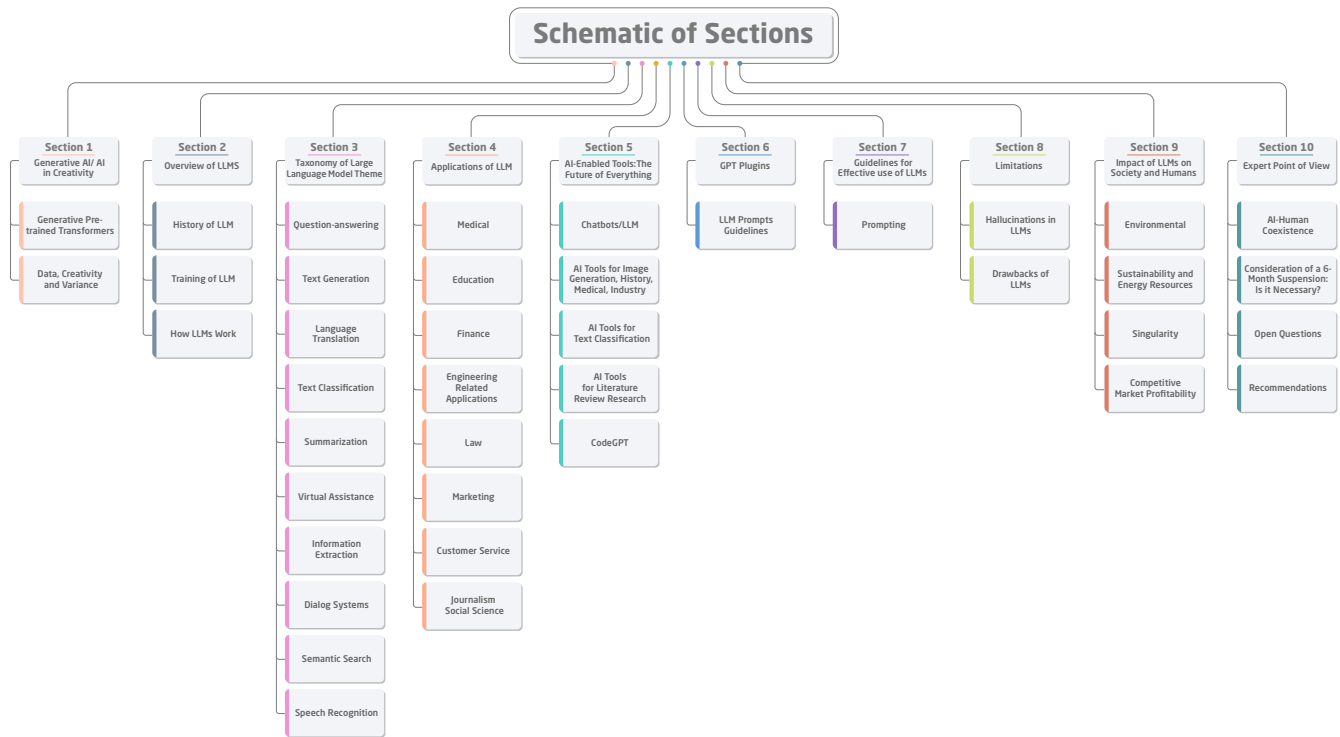 Schematic of Sections
Section 1
Generative AI/ AI
in Creativity
Generative Pre-
trained Transformers
Data, Creativity
and Variance
Section 2
Overview of LLMS
History of LLM
Training of LLM
How LLMs Work
Section 3
Taxonomy of Large
Language Model Theme
Question-answering
Text Generation
Language
Translation
Text Classification
Summarization
Virtual Assistance
Information
Extraction
Dialog Systems
Semantic Search
Speech Recognition
Section 4
Applications of LLM
Medical
Education
Finance
Engineering
Related
Applications
Law
Marketing
Customer Service
Journalism
Social Science
Section 5
AI-Enabled Tools:The
Future of Everything
Chatbots/LLM
AI Tools for Image
Generation, History,
Medical, Industry
AI Tools for
Text Classification
AI Tools
for Literature
Review Research
CodeGPT
Section 6
GPT Plugins
LLM Prompts
Guidelines
Section 7
Guidelines for
Effective use of LLMs
Prompting
Section 8
Limitations
Hallucinations in
LLMs
Drawbacks of
LLMs
Section 9
Impact of LLMs on
Society and Humans
Environmental
Sustainability and
Energy Resources
Singularity
Competitive
Market Profitability
Section 10
Expert Point of View
AI-Human
Coexistence
Consideration of a 6-
Month Suspension:
Is it Necessary?
Open Questions
Recommendations